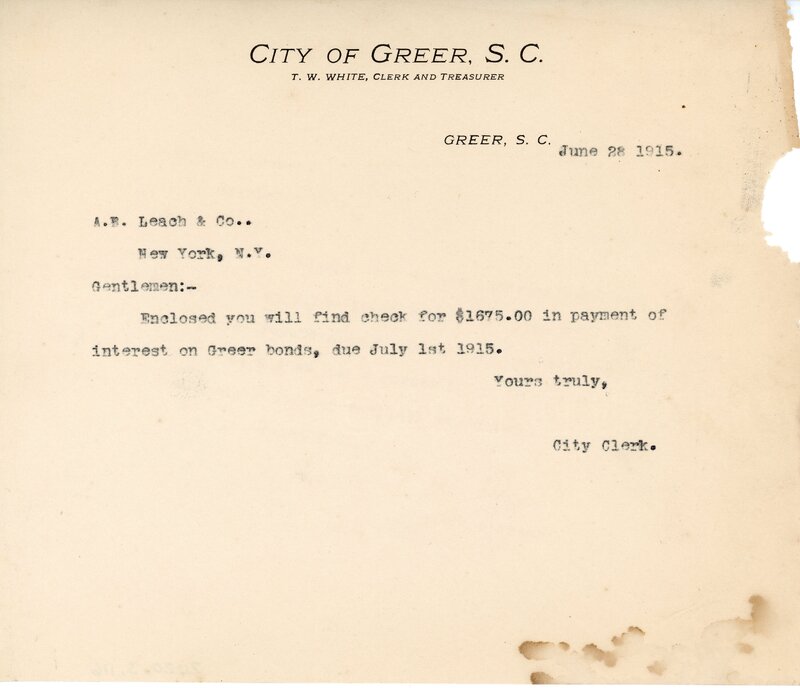 CITY OF GREER, S. C.
T. W. WHITE, CLERK AND TREASURER
GREER, S. C. June 28 1915.
A.B. Leach & Co..
New York, N.Y.
Gentlemen:-
Enclosed you will find check for $1675.00 in payment of
interest on Greer bonds, due July 1st 1915.
Yours truly,
City Clerk.